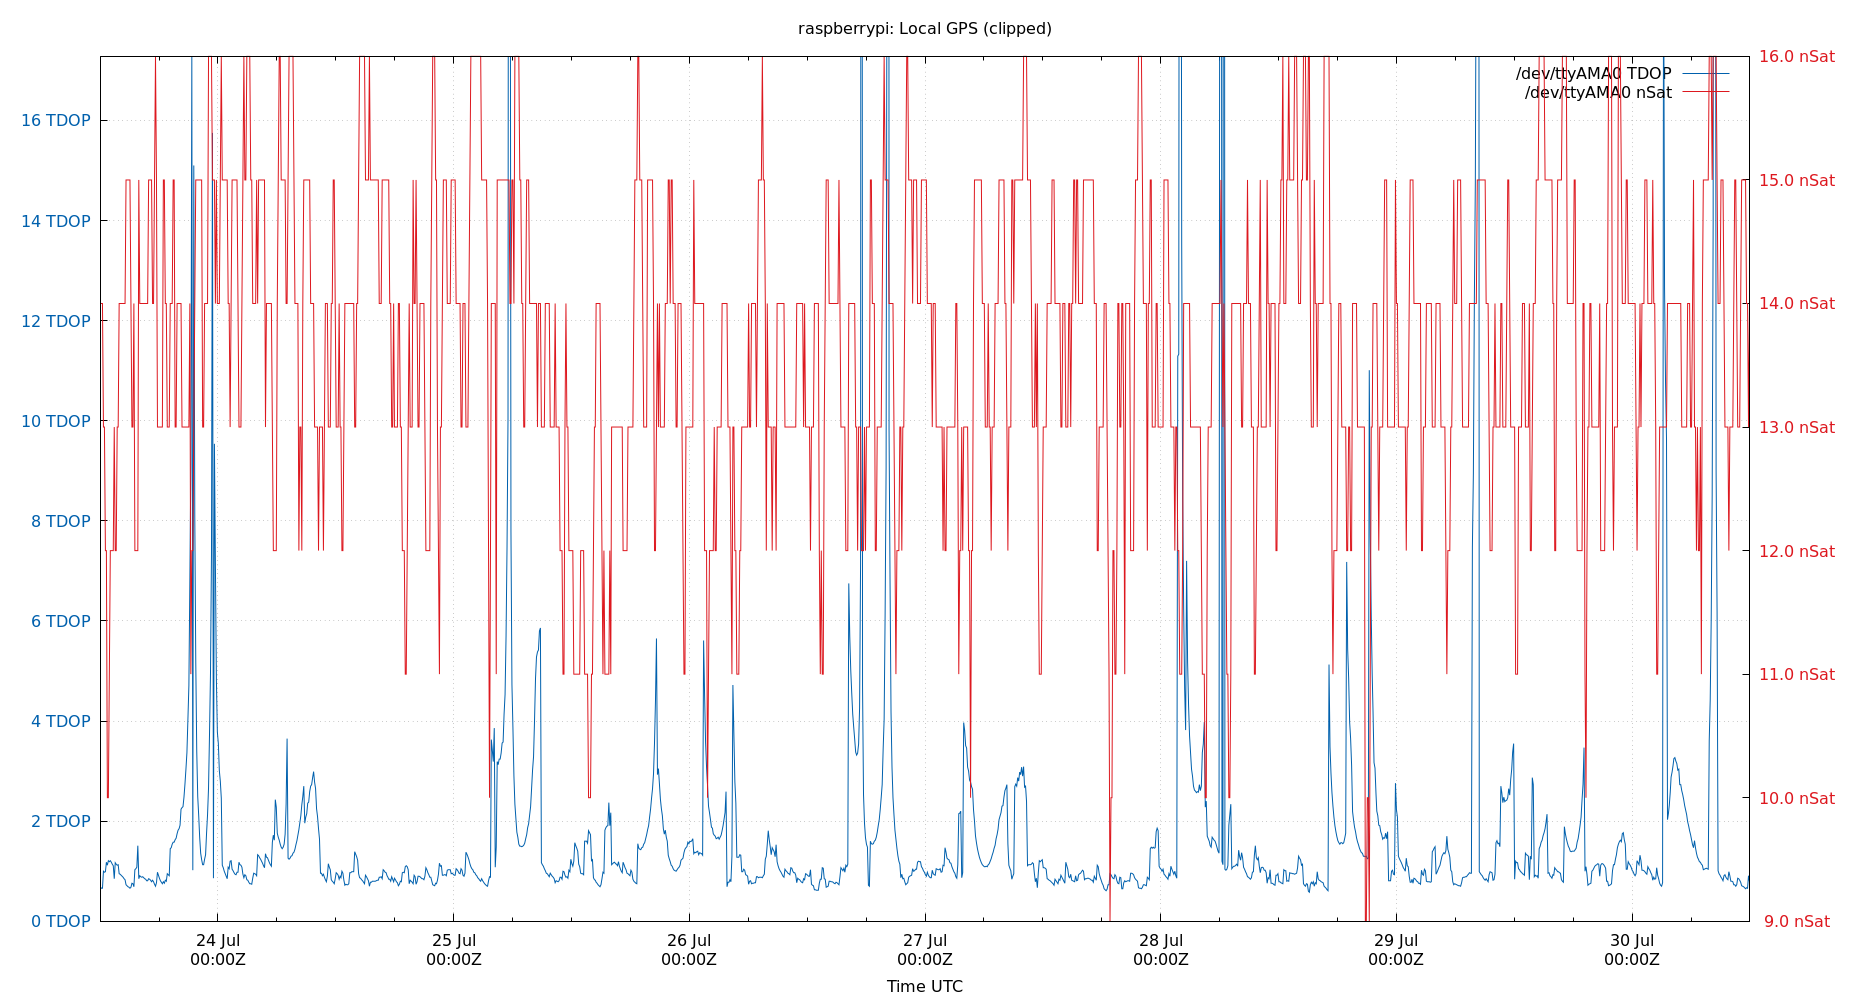 raspberrypi: Local GPS (clipped)
16.0 nSat
/dev/ttyAMA0 TDOP
/dev/ttyAMA0 nSat
16 TDOP
15.0 nSat
14 TDOP
14.0 nSat
12 TDOP
10 TDOP
13.0 nSat
8 TDOP
12.0 nSat
6 TDOP
11.0 nSat
4 TDOP
10.0 nSat
2 TDOP
0 TDOP
9.0 nSat
24 Jul 25 Jul 26 Jul 27 Jul 28 Jul 29 Jul 30 Jul
00:00Z 00:00Z 00:00Z 00:00Z 00:00Z 00:00Z 00:00Z
Time UTC